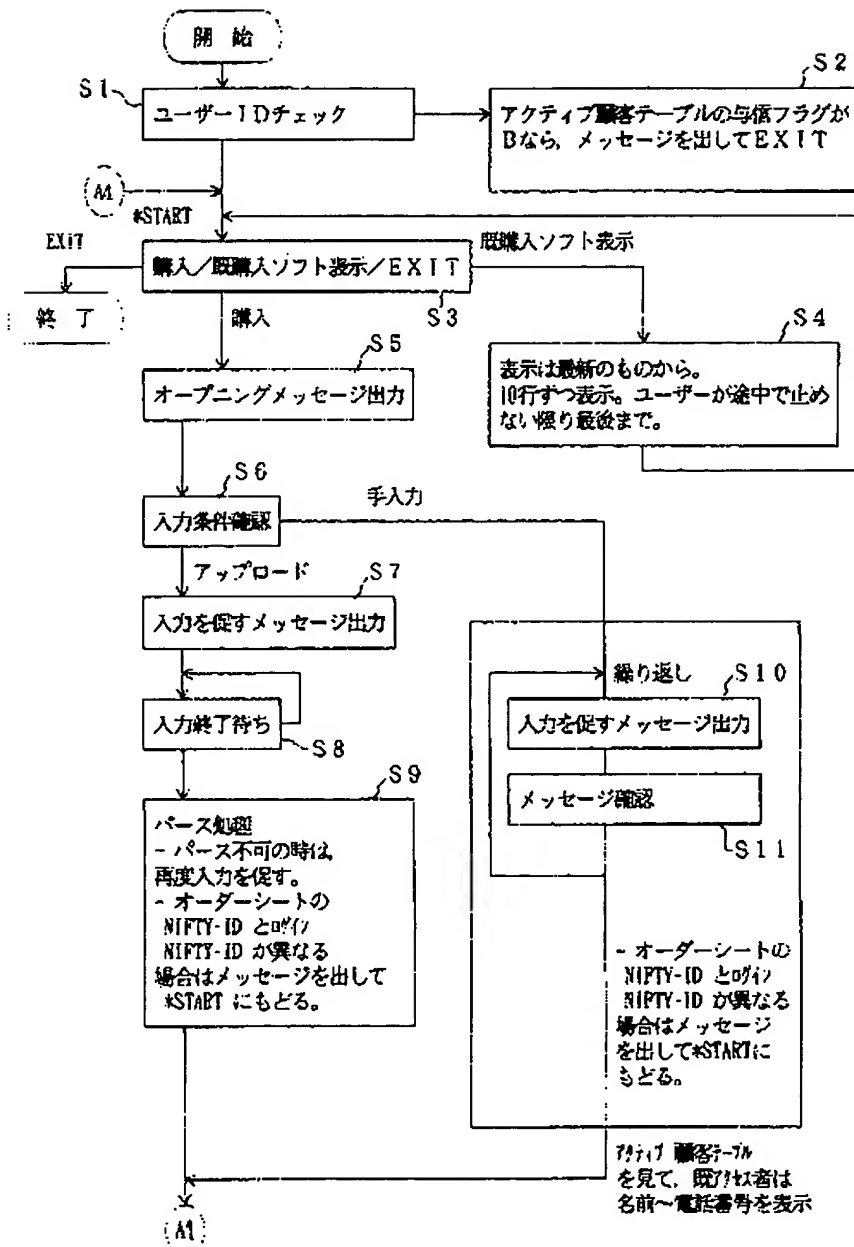 開 始
S1
ユーザーIDチェック
S2
アクティブ顧客テーブルの与信フラグが
Bなら、メッセージを出してEXIT
A4
*START
EXIT
既購入ソフト表示
購入/既購入ソフト表示/EXIT
S3
終 了
購入
S4
表示は最新のものから。
10行ずつ表示。ユーザーが途中で止め
ない限り最後まで。
S5
オープニングメッセージ出力
S6
手入力
入力条件確認
アップロード
S7
入力を促すメッセージ出力
繰り返し
S10
入力を促すメッセージ出力
入力終了待ち
S8
メッセージ確認
S11
S9
パース処理
- パース不可の時は
再度入力を促す。
- オーダーシートの
NIFTY-ID とログイン
NIFTY-ID が異なる
場合はメッセージを出して
*START にもどる。
- オーダーシートの
NIFTY-ID とログイン
NIFTY-ID が異なる
場合はメッセージ
を出して*STARTに
もどる。
アクティブ 顧客テーブル
を見て、既アクセス者は
名前〜電話番号を表示
A1